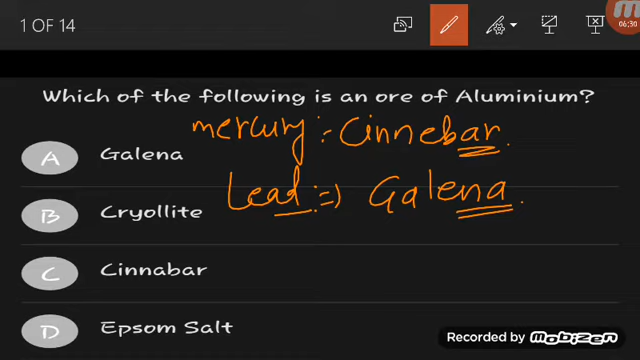 1 OF 14
06:30
Which of the following is an ore of Aluminium?
mercury :- Cinnebar.
A Galena
Lead :=> Galena.
B Cryollite
C Cinnabar
D Epsom Salt
Recorded by mobizen